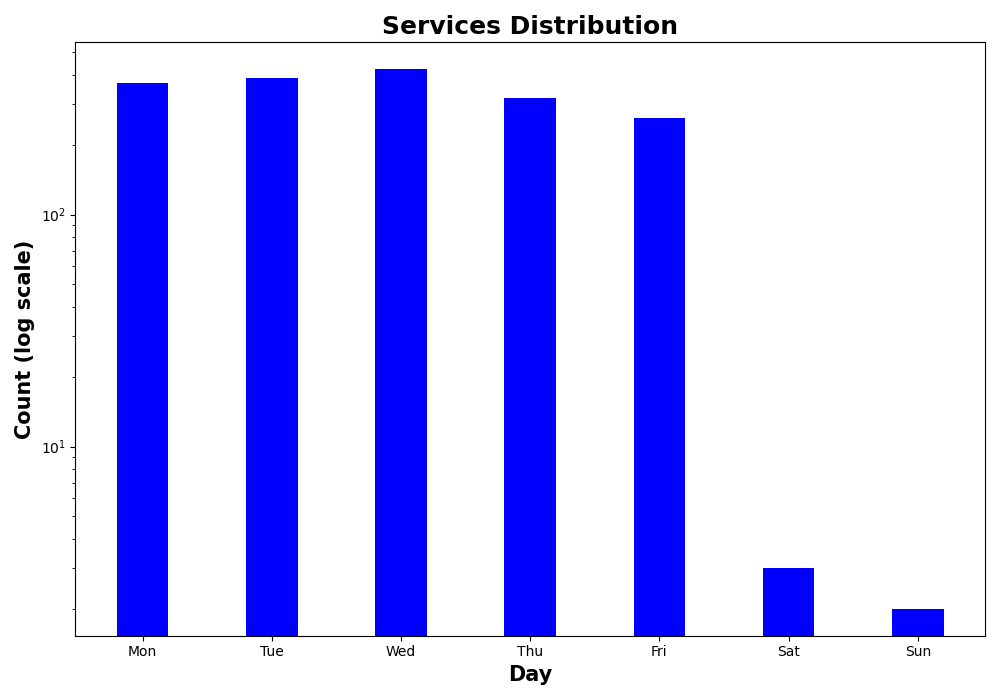 Services Distribution
Count (log scale)
10²
10¹
Mon Tue Wed Thu Fri Sat Sun
Day